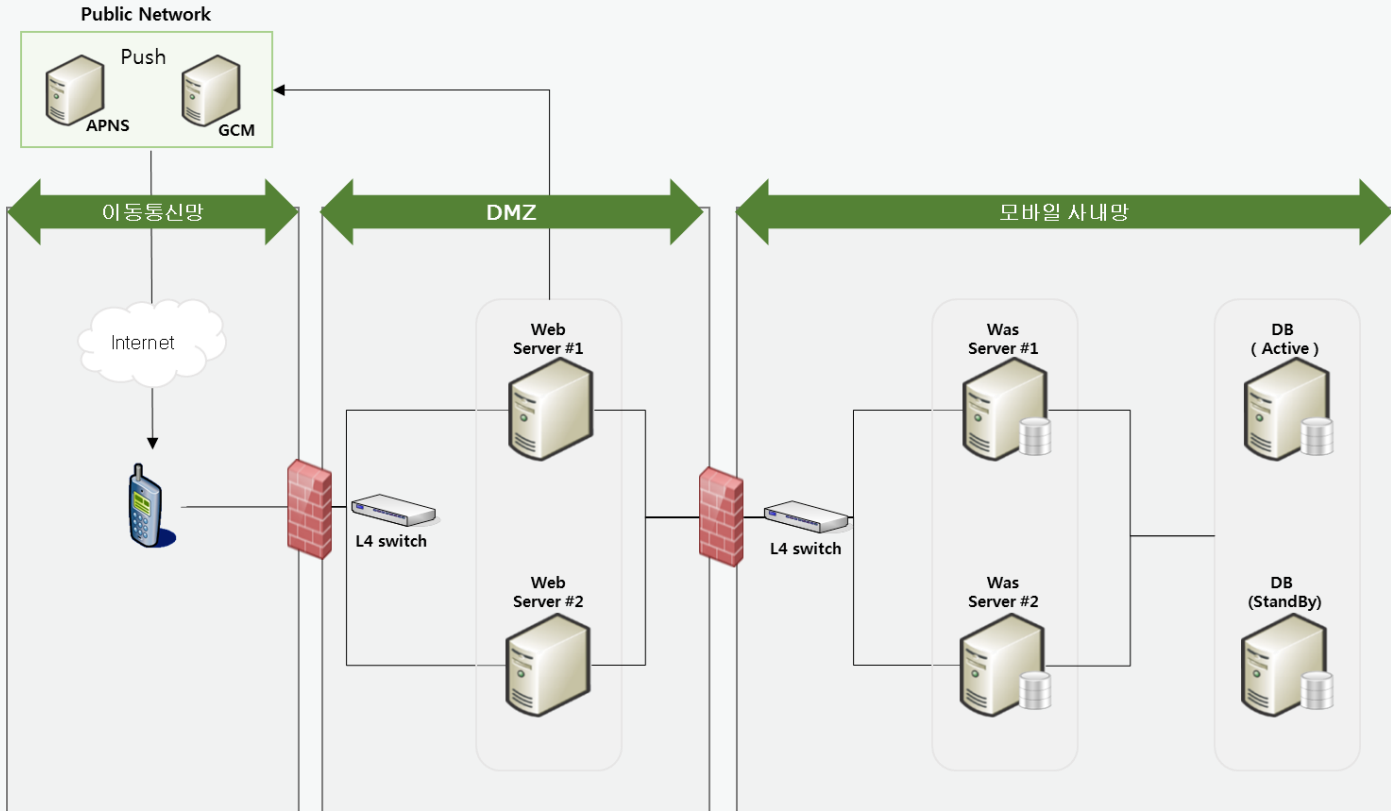 Public Network
Push
APNS
GCM
이동통신망
DMZ
모바일 사내망
Internet
Web
Server #1
Was
Server #1
DB
( Active )
L4 switch
L4 switch
Web
Server #2
Was
Server #2
DB
(StandBy)